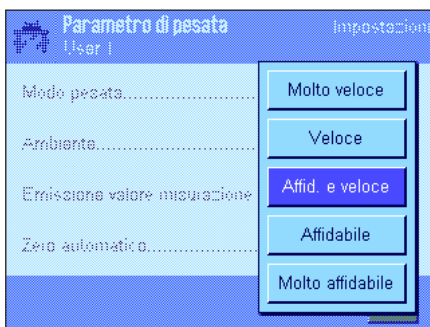 Parametro di pesata
Impostazioni
User 1
Modo pesata
Ambiente
Emissione valore misurazione
Zero automatico
Molto veloce
Veloce
Affid. e veloce
Affidabile
Molto affidabile